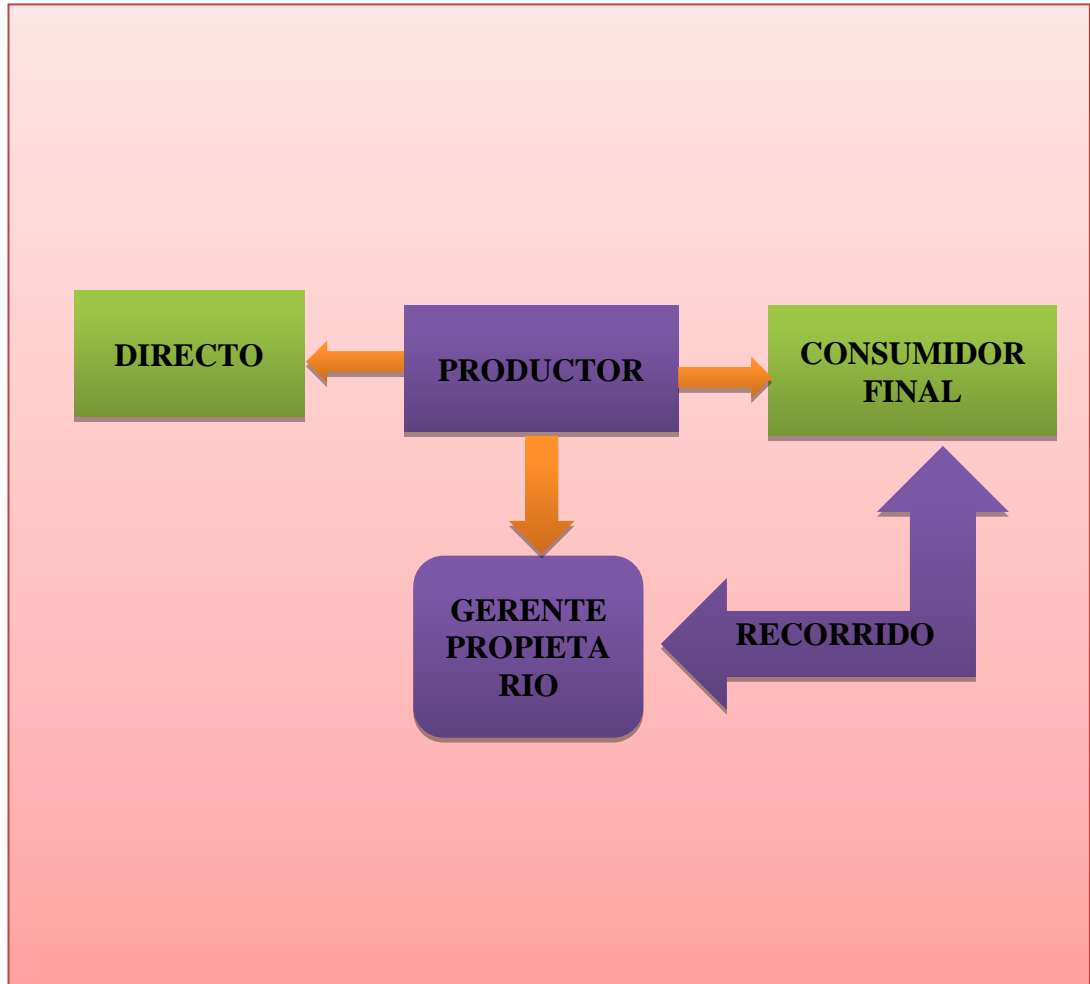 DIRECTO
PRODUCTOR
CONSUMIDOR
FINAL
GERENTE
PROPIETA
RIO
RECORRIDO